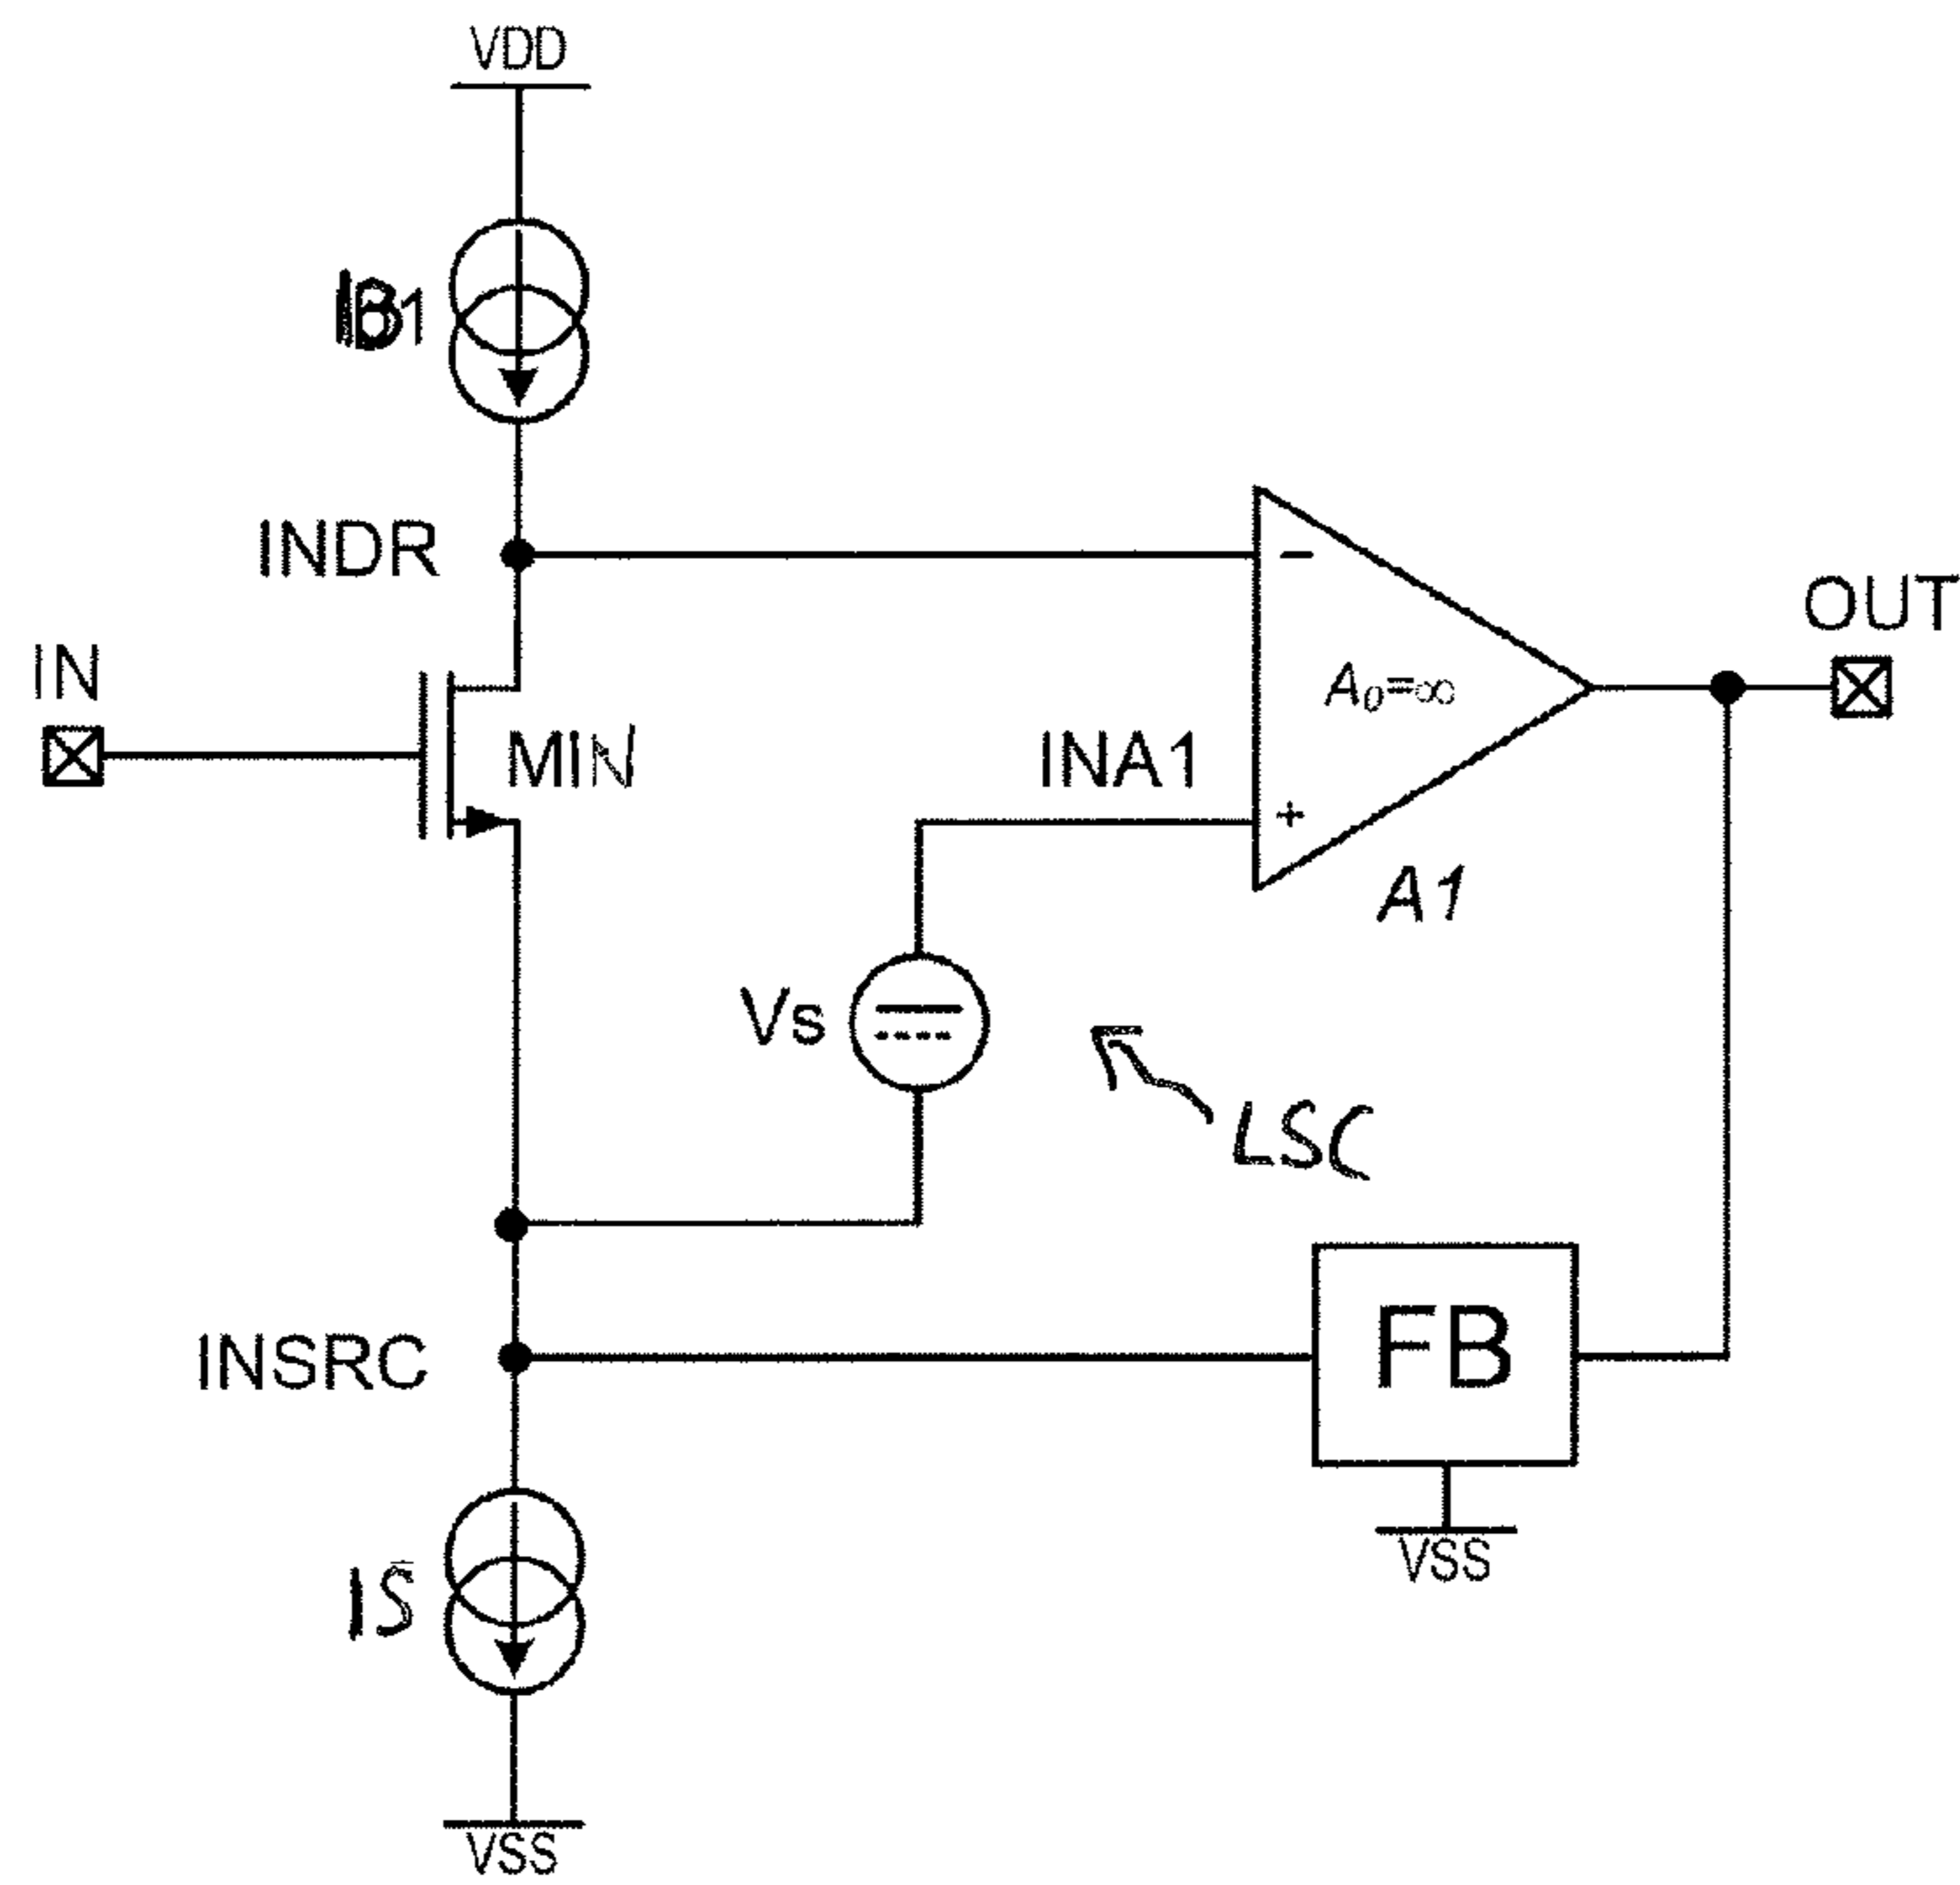 VDD
IB1
INDR
-
OUT
IN
A0=∞
MIN
INA1
+
A1
Vs
LSC
INSRC
FB
VSS
IS
VSS